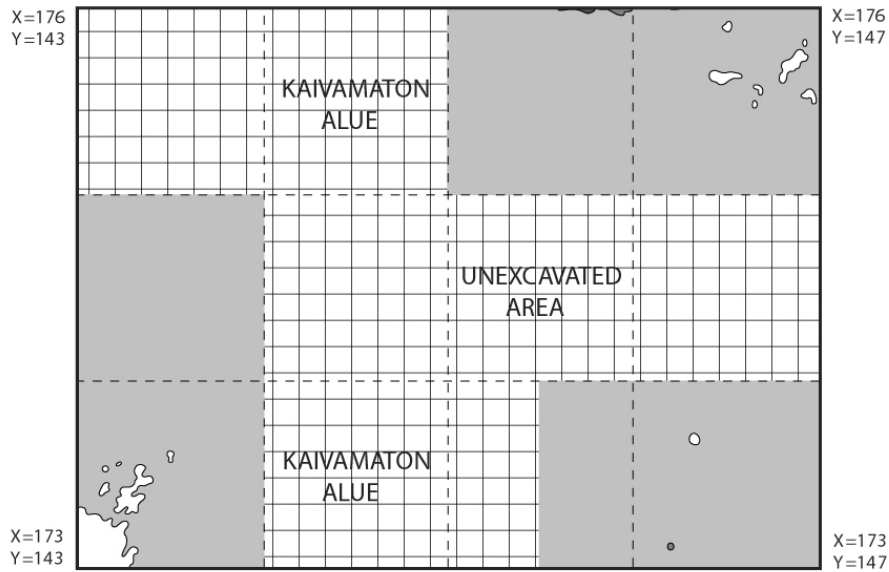 X=176
Y=143
X=176
Y=147
KAIVAMATON
ALUE
UNEXCAVATED
AREA
KAIVAMATON
ALUE
X=173
Y=143
X=173
Y=147